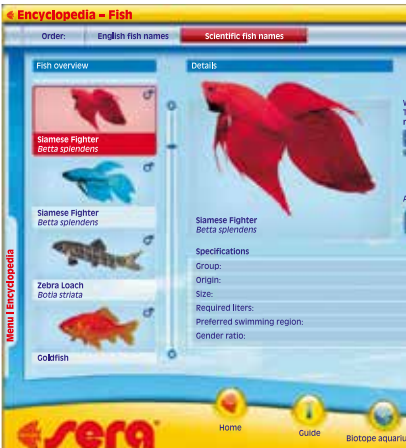 Encyclopedia – Fish
Order:
English fish names
Scientific fish names
Fish overview
Details
Siamese Fighter
Betta splendens
Siamese Fighter
Betta splendens
Zebra Loach
Botia striata
Goldfish
Siamese Fighter
Betta splendens
Specifications
Group:
Origin:
Size:
Required liters:
Preferred swimming region:
Gender ratio:
Menu | Encyclopedia
sera
Home
Guide
Biotope aquariu